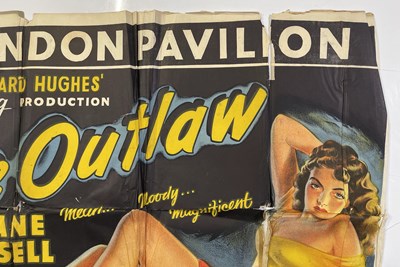 NDON PAVILION
ARD HUGHES'
g PRODUCTION
e Outlaw
Mean... Moody...
Magnificent
ANE
SELL